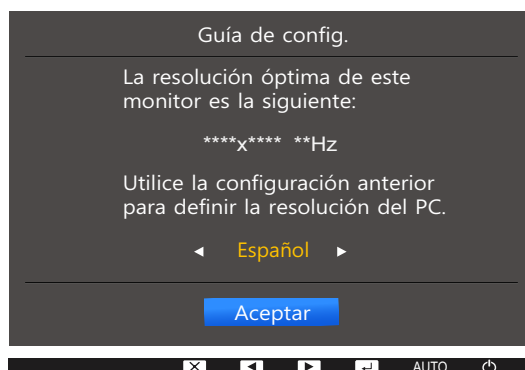 Guía de config.
La resolución óptima de este
monitor es la siguiente:
****x**** **Hz
Utilice la configuración anterior
para definir la resolución del PC.
Español
Aceptar
AUTO